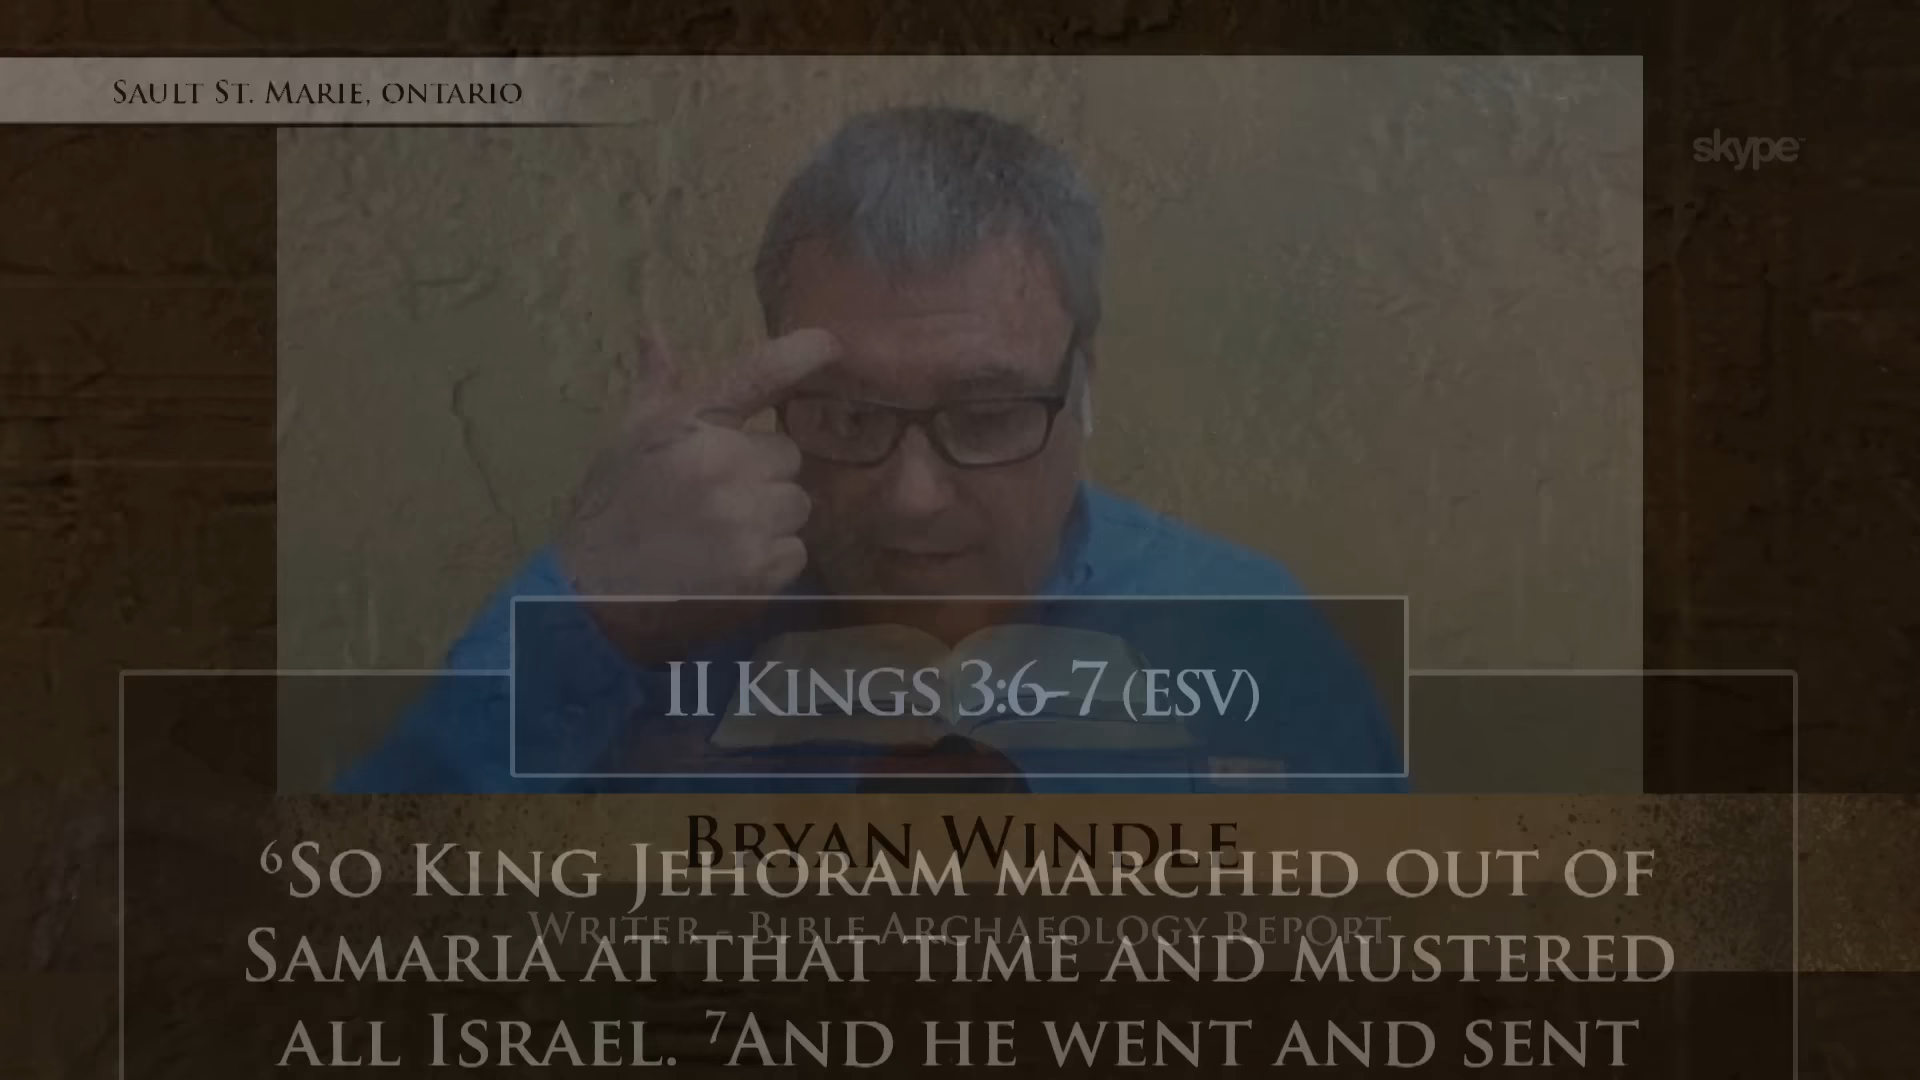 Sault St. Marie, Ontario
skype™
II Kings 3:6-7 (ESV)
Bryan Windle
⁶So King Jehoram marched out of
Writer - Bible Archaeology Report
Samaria at that time and mustered
all Israel. ⁷And he went and sent